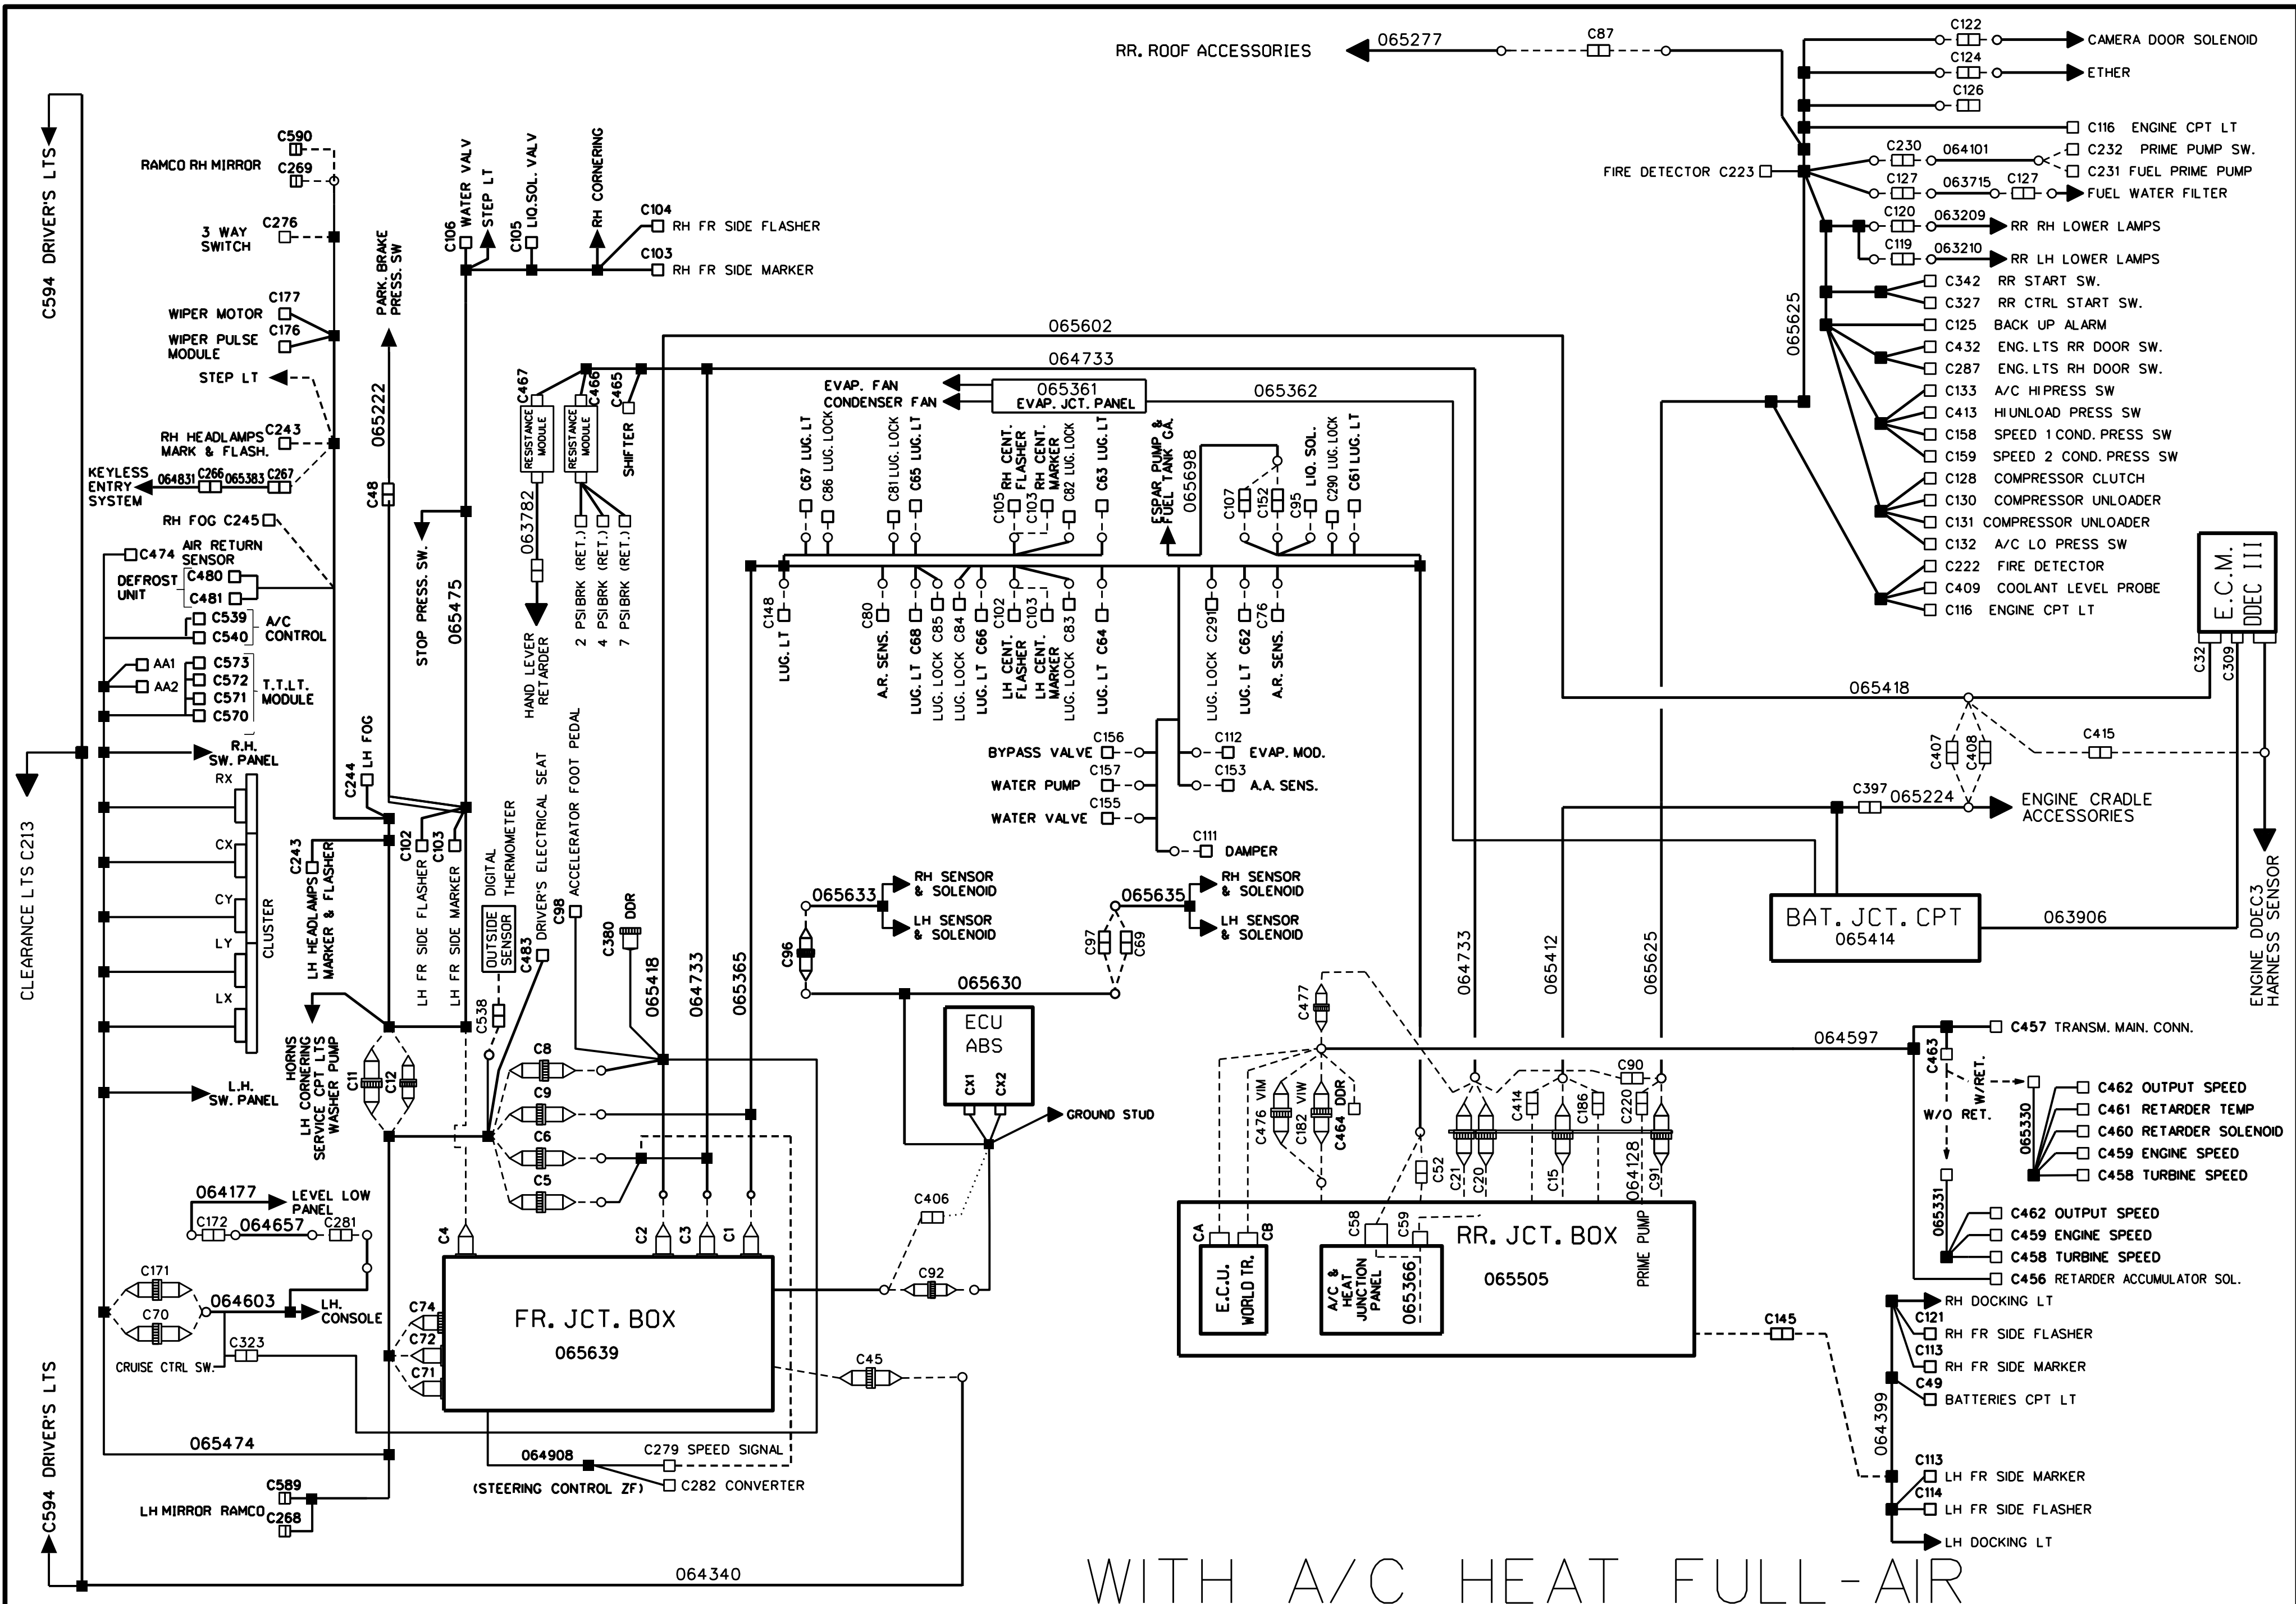 RR. ROOF ACCESSORIES
065277
C87
C122
CAMERA DOOR SOLENOID
C124
ETHER
C126
C116 ENGINE CPT LT
C230
064101
C232 PRIME PUMP SW.
C231 FUEL PRIME PUMP
FIRE DETECTOR C223
C127
063715
C127
FUEL WATER FILTER
C120
063209
RR RH LOWER LAMPS
C119
063210
RR LH LOWER LAMPS
C342 RR START SW.
C327 RR CTRL START SW.
C125 BACK UP ALARM
C432 ENG. LTS RR DOOR SW.
C287 ENG. LTS RH DOOR SW.
C133 A/C HI PRESS SW
C413 HI UNLOAD PRESS SW
C158 SPEED 1 COND. PRESS SW
C159 SPEED 2 COND. PRESS SW
C128 COMPRESSOR CLUTCH
C130 COMPRESSOR UNLOADER
C131 COMPRESSOR UNLOADER
C132 A/C LO PRESS SW
C222 FIRE DETECTOR
C409 COOLANT LEVEL PROBE
C116 ENGINE CPT LT
065625
E.C.M.
DDEC III
C32
C309
C594 DRIVER'S LTS
C590
RAMCO RH MIRROR
C269
3 WAY
SWITCH
C276
C177
WIPER MOTOR
C176
WIPER PULSE
MODULE
STEP LT
C243
RH HEADLAMPS
MARK & FLASH.
KEYLESS
ENTRY
SYSTEM
064831
C266
065383
C267
RH FOG C245
C474
AIR RETURN
SENSOR
DEFROST
UNIT
C480
C481
C539
C540
A/C
CONTROL
AA1
AA2
C573
C572
C571
C570
T.T.LT.
MODULE
R.H.
SW. PANEL
RX
CX
CY
LY
LX
CLUSTER
L.H.
SW. PANEL
CLEARANCE LTS C213
PARK. BRAKE
PRESS. SW
065222
C48
C106
WATER VALV
STEP LT
C105
LIQ.SOL. VALV
RH CORNERING
C104
RH FR SIDE FLASHER
C103
RH FR SIDE MARKER
STOP PRESS. SW.
065475
C244
LH FOG
C243
LH HEADLAMPS
MARKER & FLASHER
C102
LH FR SIDE FLASHER
C103
LH FR SIDE MARKER
HORNS
LH CORNERING
SERVICE CPT LTS
WASHER PUMP
C11
C12
065602
064733
C467
RESISTANCE
MODULE
C466
RESISTANCE
MODULE
C465
SHIFTER
063782
HAND LEVER
RETARDER
2 PSI BRK (RET.)
4 PSI BRK (RET.)
7 PSI BRK (RET.)
EVAP. FAN
CONDENSER FAN
065361
EVAP. JCT. PANEL
065362
C67 LUG. LT
C86 LUG. LOCK
C81 LUG. LOCK
C65 LUG. LT
C105
RH CENT.
FLASHER
C103
RH CENT.
MARKER
C82 LUG. LOCK
C63 LUG. LT
ESPAR PUMP &
FUEL TANK GA.
065698
C107
C152
C95
LIQ. SOL.
C290 LUG. LOCK
C61 LUG. LT
C148
LUG. LT
C80
A.R. SENS.
LUG. LT C68
LUG. LOCK C85
LUG. LOCK C84
LUG. LT C66
C102
LH CENT.
FLASHER
C103
LH CENT.
MARKER
LUG. LOCK C83
LUG. LT C64
LUG. LOCK C291
LUG. LT C62
C76
A.R. SENS.
C156
BYPASS VALVE
C112
EVAP. MOD.
C157
WATER PUMP
C153
A.A. SENS.
C155
WATER VALVE
C111
DAMPER
065418
C407
C408
C415
C397
065224
ENGINE CRADLE
ACCESSORIES
BAT. JCT. CPT
065414
063906
ENGINE DDEC3
HARNESS SENSOR
DIGITAL
THERMOMETER
OUTSIDE
SENSOR
C538
C483
DRIVER'S ELECTRICAL SEAT
C98
ACCELERATOR FOOT PEDAL
C380
DDR
065418
064733
065365
C8
C9
C6
C5
065633
RH SENSOR
& SOLENOID
LH SENSOR
& SOLENOID
C96
065635
RH SENSOR
& SOLENOID
LH SENSOR
& SOLENOID
C97
C69
065630
ECU
ABS
CX1
CX2
GROUND STUD
C406
C92
C45
C4
C2
C3
C1
FR. JCT. BOX
065639
C74
C72
C71
064177
LEVEL LOW
PANEL
C172
064657
C281
C171
064603
LH.
CONSOLE
C70
C323
CRUISE CTRL SW.
065474
C589
LH MIRROR RAMCO
C268
C594 DRIVER'S LTS
064340
064908
(STEERING CONTROL ZF)
C279 SPEED SIGNAL
C282 CONVERTER
064733
065412
065625
C477
C476 VIM
C182 VIW
C464 DDR
C52
C21
C20
C414
C15
C186
C220
C90
C91
064128
PRIME PUMP
CA
CB
E.C.U.
WORLD TR.
C58
C59
A/C &
HEAT
JUNCTION
PANEL
065366
RR. JCT. BOX
065505
064597
C457 TRANSM. MAIN. CONN.
C463
W/RET.
W/O RET.
065330
C462 OUTPUT SPEED
C461 RETARDER TEMP
C460 RETARDER SOLENOID
C459 ENGINE SPEED
C458 TURBINE SPEED
065331
C462 OUTPUT SPEED
C459 ENGINE SPEED
C458 TURBINE SPEED
C456 RETARDER ACCUMULATOR SOL.
C145
RH DOCKING LT
C121
RH FR SIDE FLASHER
C113
RH FR SIDE MARKER
C49
BATTERIES CPT LT
064399
C113
LH FR SIDE MARKER
C114
LH FR SIDE FLASHER
LH DOCKING LT
WITH A/C HEAT FULL-AIR